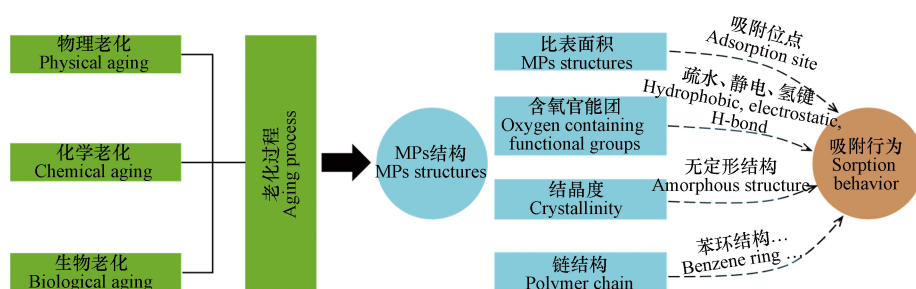 物理老化
Physical aging
化学老化
Chemical aging
生物老化
Biological aging
老化过程
Aging process
MPs结构
MPs structures
比表面积
MPs structures
含氧官能团
Oxygen containing
functional groups
结晶度
Crystallinity
链结构
Polymer chain
吸附位点
Adsorption site
疏水、静电、氢键
Hydrophobic, electrostatic,
H-bond
无定形结构
Amorphous structure
苯环结构…
Benzene ring …
吸附行为
Sorption
behavior